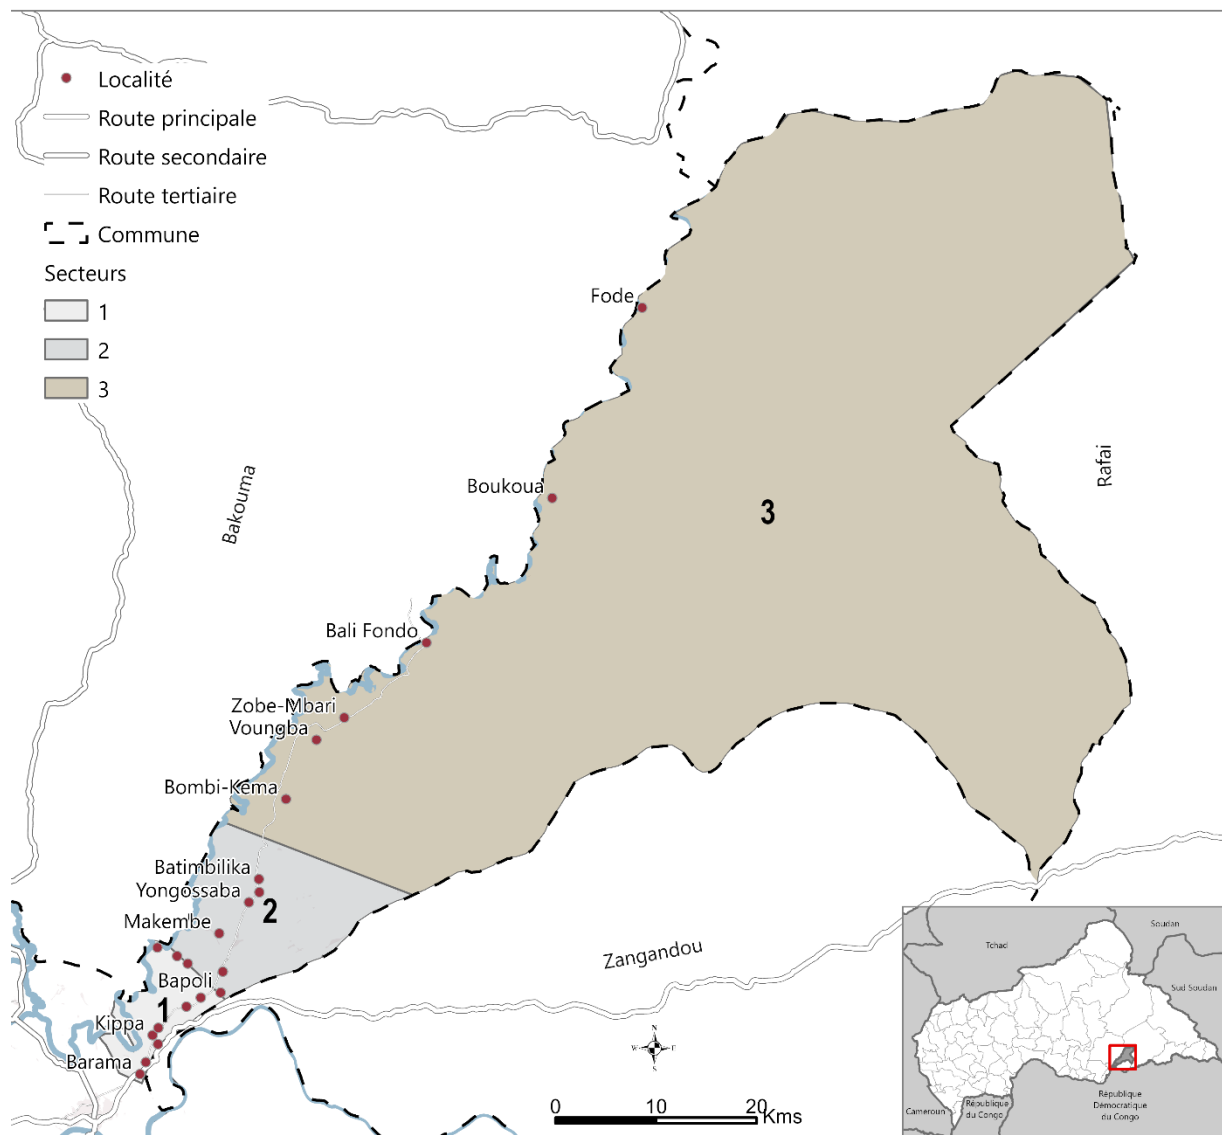 Localité
Route principale
Route secondaire
Route tertiaire
Commune
Secteurs
1
2
3
Fode
Boukoua
3
Rafai
Bakouma
Bali Fondo
Zobe-Mbari
Voungba
Bombi-Kema
Batimbilika
Yongossaba
2
Makembe
Bapoli
1
Kippa
Barama
Zangandou
N
W
E
S
0 10 20
Kms
Tchad
Soudan
Sud Soudan
Cameroun
République
du Congo
République
Démocratique
du Congo